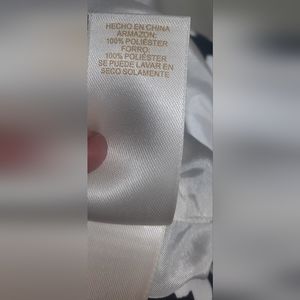 HECHO EN CHINA
ARMAZON:
100% POLIÉSTER
FORRO:
100% POLIÉSTER
SE PUEDE LAVAR EN
SECO SOLAMENTE